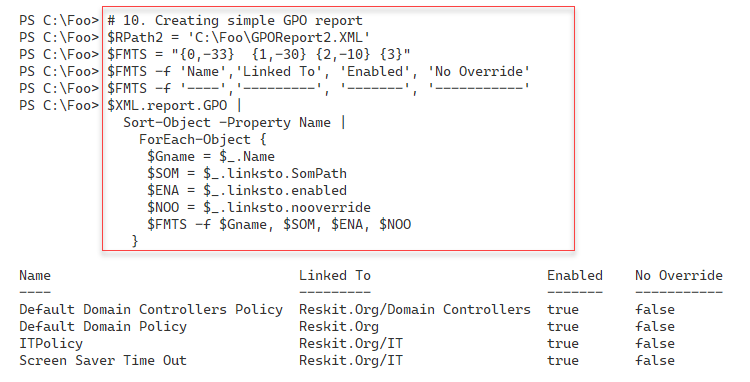 PS C:\Foo> # 10. Creating simple GPO report
PS C:\Foo> $RPath2 = 'C:\Foo\GPOReport2.XML'
PS C:\Foo> $FMTS = "{0,-33}  {1,-30} {2,-10} {3}"
PS C:\Foo> $FMTS -f 'Name','Linked To', 'Enabled', 'No Override'
PS C:\Foo> $FMTS -f '----','---------', '-------', '-----------'
PS C:\Foo> $XML.report.GPO |
Sort-Object -Property Name |
ForEach-Object {
$Gname = $_.Name
$SOM = $_.linksto.SomPath
$ENA = $_.linksto.enabled
$NOO = $_.linksto.nooverride
$FMTS -f $Gname, $SOM, $ENA, $NOO
}
Name Linked To Enabled No Override
---- --------- ------- -----------
Default Domain Controllers Policy Reskit.Org/Domain Controllers true false
Default Domain Policy Reskit.Org true false
ITPolicy Reskit.Org/IT true false
Screen Saver Time Out Reskit.Org/IT true false